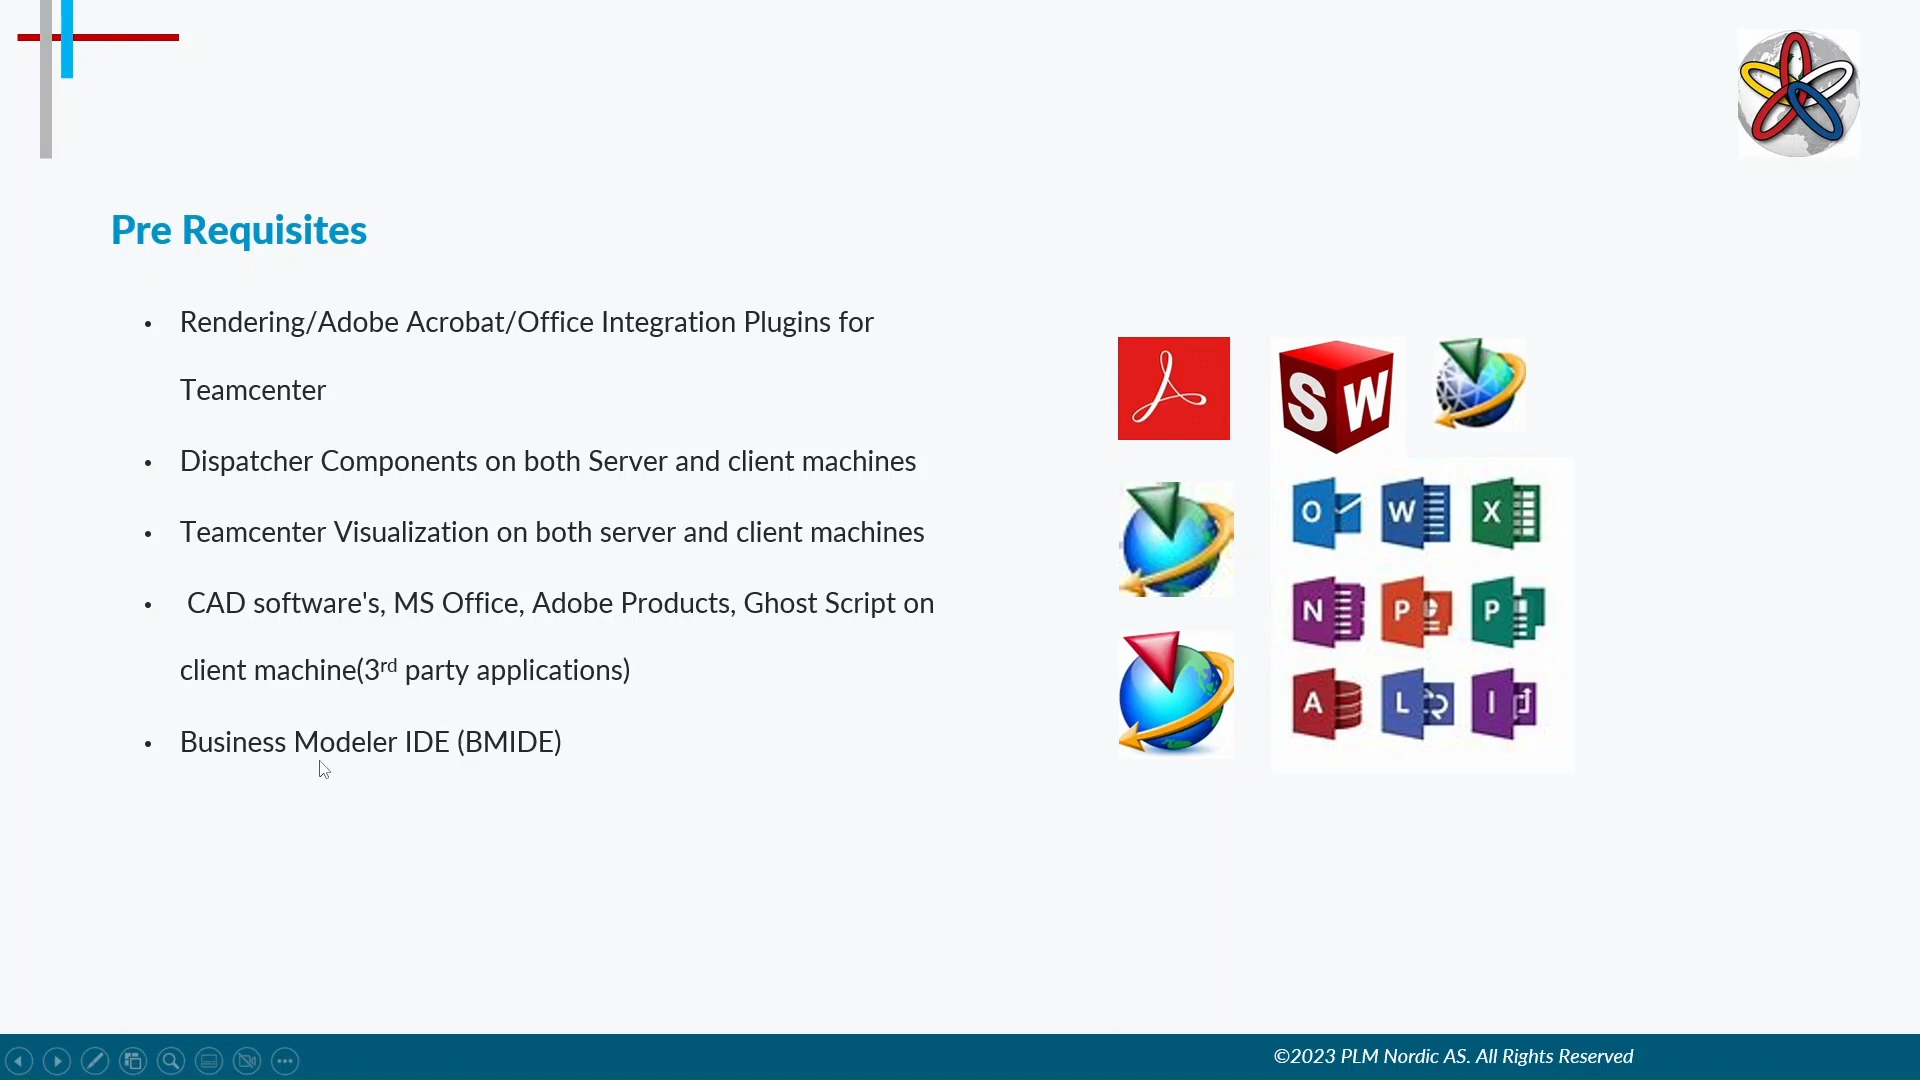 Pre Requisites
• Rendering/Adobe Acrobat/Office Integration Plugins for
Teamcenter
• Dispatcher Components on both Server and client machines
• Teamcenter Visualization on both server and client machines
• CAD software's, MS Office, Adobe Products, Ghost Script on
client machine(3rd party applications)
• Business Modeler IDE (BMIDE)
S W
O W X
N P P
A L I
©2023 PLM Nordic AS. All Rights Reserved